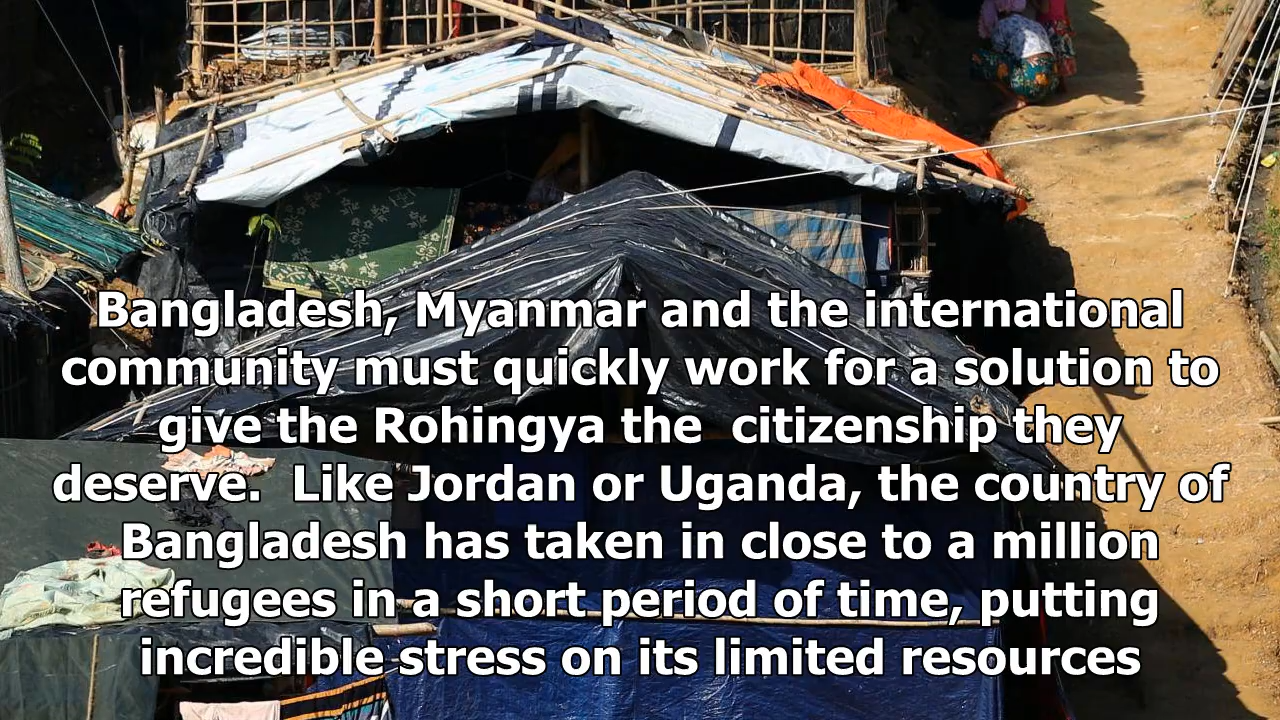 Bangladesh, Myanmar and the international
community must quickly work for a solution to
give the Rohingya the  citizenship they
deserve.  Like Jordan or Uganda, the country of
Bangladesh has taken in close to a million
refugees in a short period of time, putting
incredible stress on its limited resources